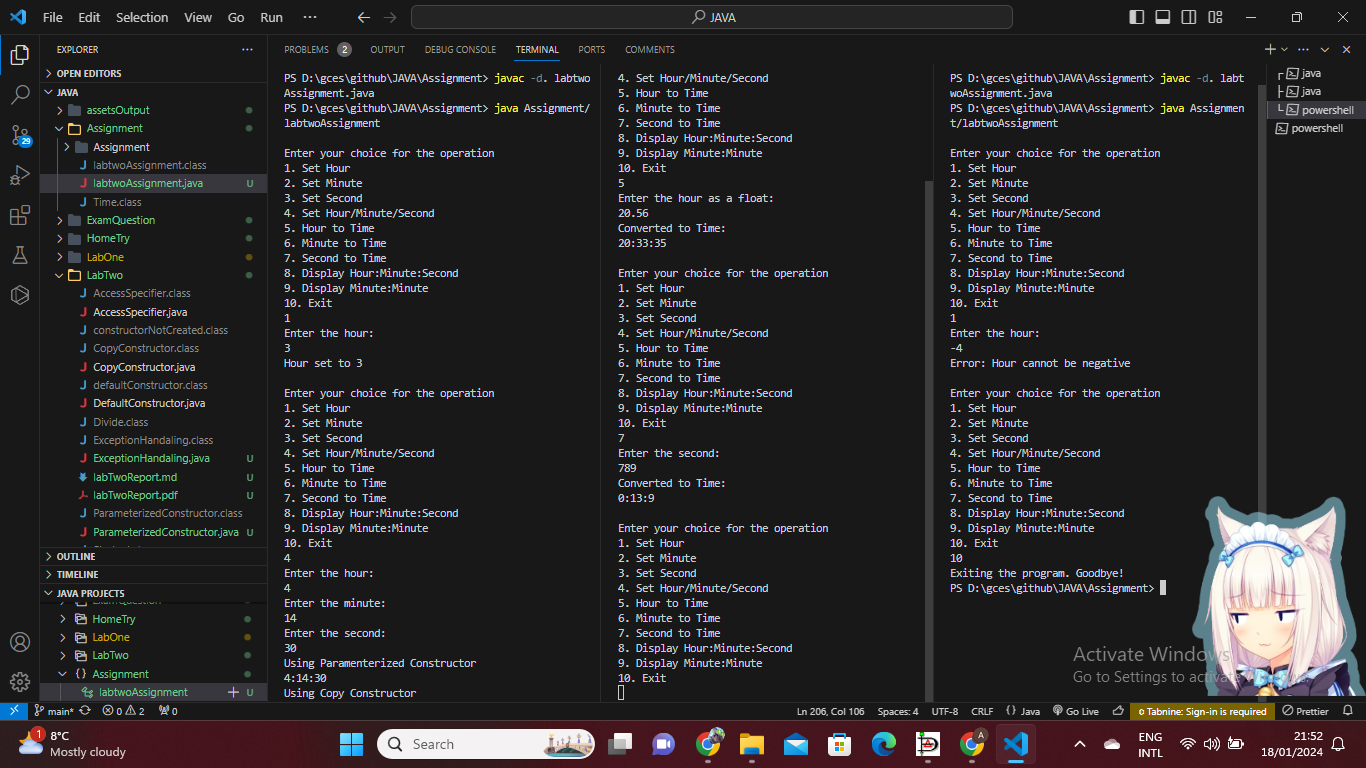 File Edit Selection View Go Run ··· JAVA
EXPLORER
OPEN EDITORS
JAVA
assetsOutput
Assignment
Assignment
labtwoAssignment.class
labtwoAssignment.java U
Time.class
ExamQuestion
HomeTry
LabOne
LabTwo
AccessSpecifier.class
AccessSpecifier.java
constructorNotCreated.class
CopyConstructor.class
CopyConstructor.java
defaultConstructor.class
DefaultConstructor.java
Divide.class
ExceptionHandaling.class
ExceptionHandaling.java U
labTwoReport.md U
labTwoReport.pdf U
ParameterizedConstructor.class
ParameterizedConstructor.java U
OUTLINE
TIMELINE
JAVA PROJECTS
HomeTry
LabOne
LabTwo
{} Assignment
labtwoAssignment + U
29
PROBLEMS 2 OUTPUT DEBUG CONSOLE TERMINAL PORTS COMMENTS
PS D:\gces\github\JAVA\Assignment> javac -d. labtwo
Assignment.java
PS D:\gces\github\JAVA\Assignment> java Assignment/
labtwoAssignment
Enter your choice for the operation
1. Set Hour
2. Set Minute
3. Set Second
4. Set Hour/Minute/Second
5. Hour to Time
6. Minute to Time
7. Second to Time
8. Display Hour:Minute:Second
9. Display Minute:Minute
10. Exit
1
Enter the hour:
3
Hour set to 3
Enter your choice for the operation
1. Set Hour
2. Set Minute
3. Set Second
4. Set Hour/Minute/Second
5. Hour to Time
6. Minute to Time
7. Second to Time
8. Display Hour:Minute:Second
9. Display Minute:Minute
10. Exit
4
Enter the hour:
4
Enter the minute:
14
Enter the second:
30
Using Paramenterized Constructor
4:14:30
Using Copy Constructor
4. Set Hour/Minute/Second
5. Hour to Time
6. Minute to Time
7. Second to Time
8. Display Hour:Minute:Second
9. Display Minute:Minute
10. Exit
5
Enter the hour as a float:
20.56
Converted to Time:
20:33:35
Enter your choice for the operation
1. Set Hour
2. Set Minute
3. Set Second
4. Set Hour/Minute/Second
5. Hour to Time
6. Minute to Time
7. Second to Time
8. Display Hour:Minute:Second
9. Display Minute:Minute
10. Exit
7
Enter the second:
789
Converted to Time:
0:13:9
Enter your choice for the operation
1. Set Hour
2. Set Minute
3. Set Second
4. Set Hour/Minute/Second
5. Hour to Time
6. Minute to Time
7. Second to Time
8. Display Hour:Minute:Second
9. Display Minute:Minute
10. Exit
PS D:\gces\github\JAVA\Assignment> javac -d. labt
woAssignment.java
PS D:\gces\github\JAVA\Assignment> java Assignmen
t/labtwoAssignment
Enter your choice for the operation
1. Set Hour
2. Set Minute
3. Set Second
4. Set Hour/Minute/Second
5. Hour to Time
6. Minute to Time
7. Second to Time
8. Display Hour:Minute:Second
9. Display Minute:Minute
10. Exit
1
Enter the hour:
-4
Error: Hour cannot be negative
Enter your choice for the operation
1. Set Hour
2. Set Minute
3. Set Second
4. Set Hour/Minute/Second
5. Hour to Time
6. Minute to Time
7. Second to Time
8. Display Hour:Minute:Second
9. Display Minute:Minute
10. Exit
10
Exiting the program. Goodbye!
PS D:\gces\github\JAVA\Assignment>
java
java
powershell
powershell
Activate Windows
Go to Settings to activate
main* 0 2 0 Ln 206, Col 106 Spaces: 4 UTF-8 CRLF {} Java Go Live Tabnine: Sign-in is required Prettier
1 8°C
Mostly cloudy
Search
ENG
INTL
21:52
18/01/2024